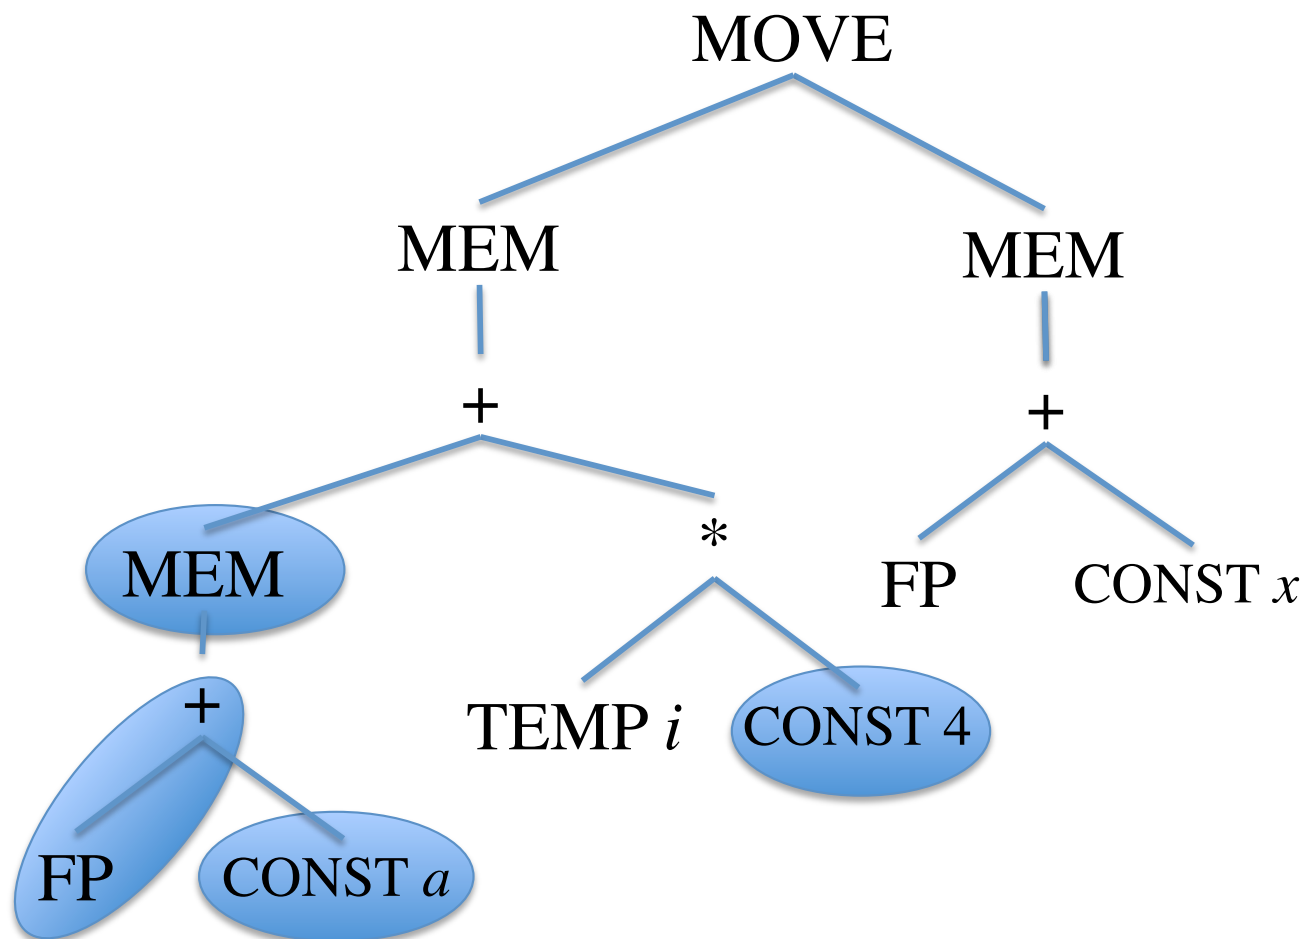 MOVE
MEM
MEM
+
+
MEM
*
FP
CONST x
+
TEMP i
CONST 4
FP
CONST a